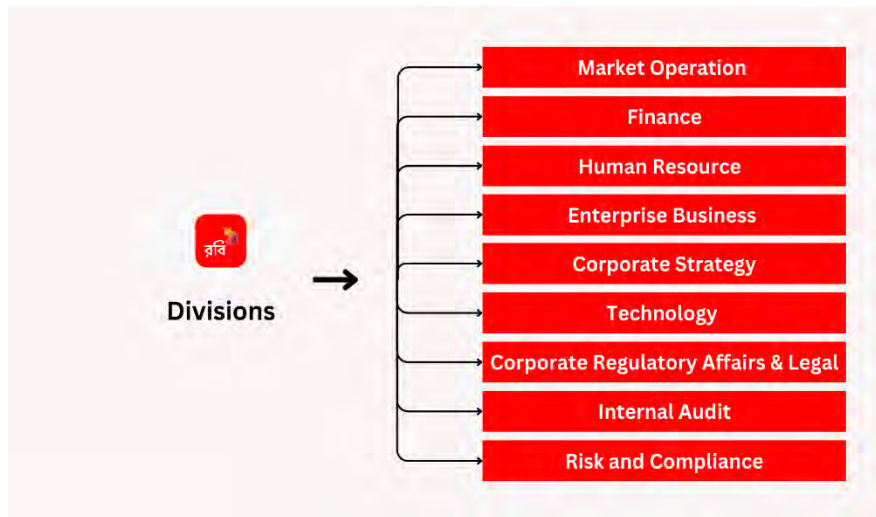 রবি
Divisions
Market Operation
Finance
Human Resource
Enterprise Business
Corporate Strategy
Technology
Corporate Regulatory Affairs & Legal
Internal Audit
Risk and Compliance